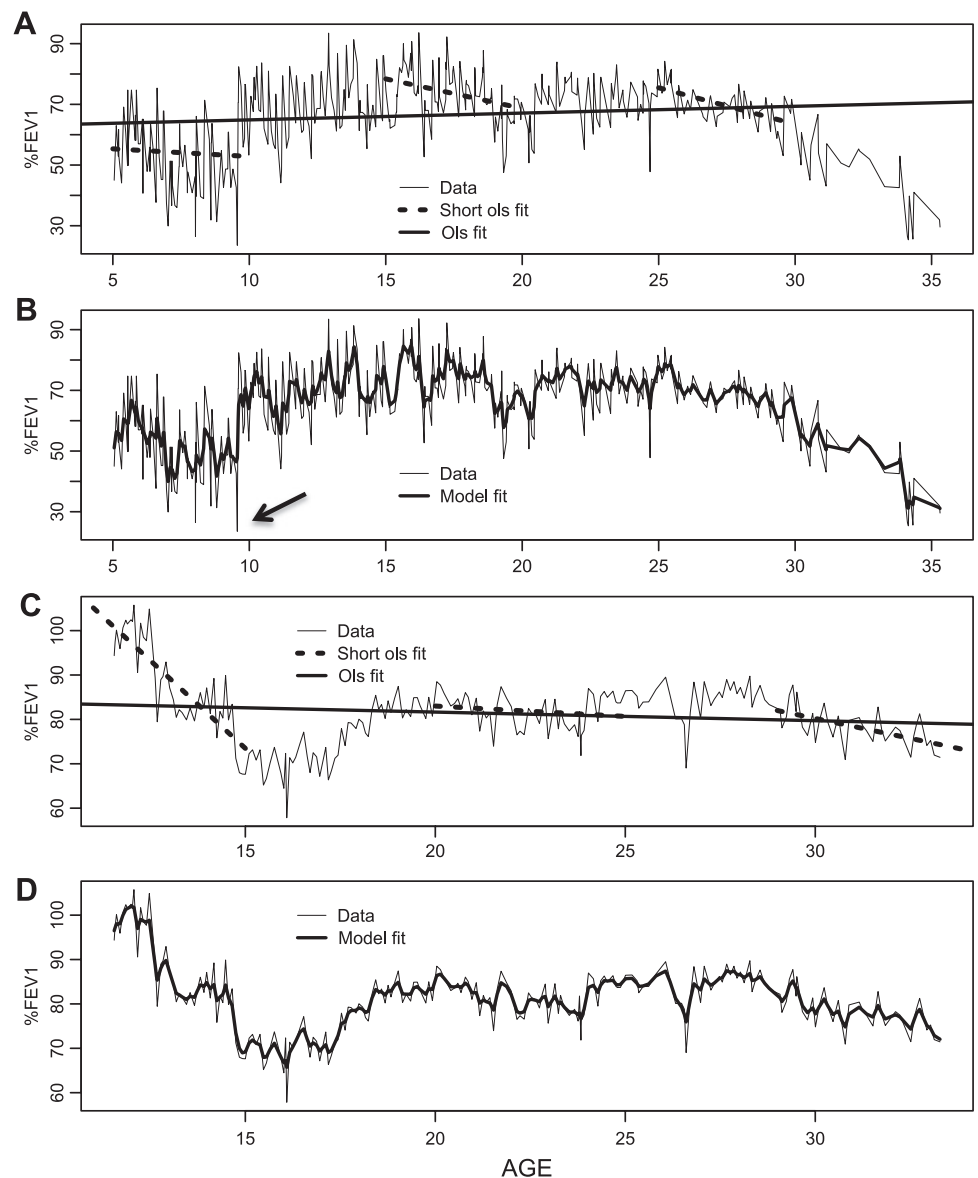 A
%FEV1
90
70
50
30
Data
Short ols fit
Ols fit
5 10 15 20 25 30 35
B
%FEV1
90
70
50
30
Data
Model fit
5 10 15 20 25 30 35
C
%FEV1
100
90
80
70
60
Data
Short ols fit
Ols fit
15 20 25 30
D
%FEV1
100
90
80
70
60
Data
Model fit
15 20 25 30
AGE